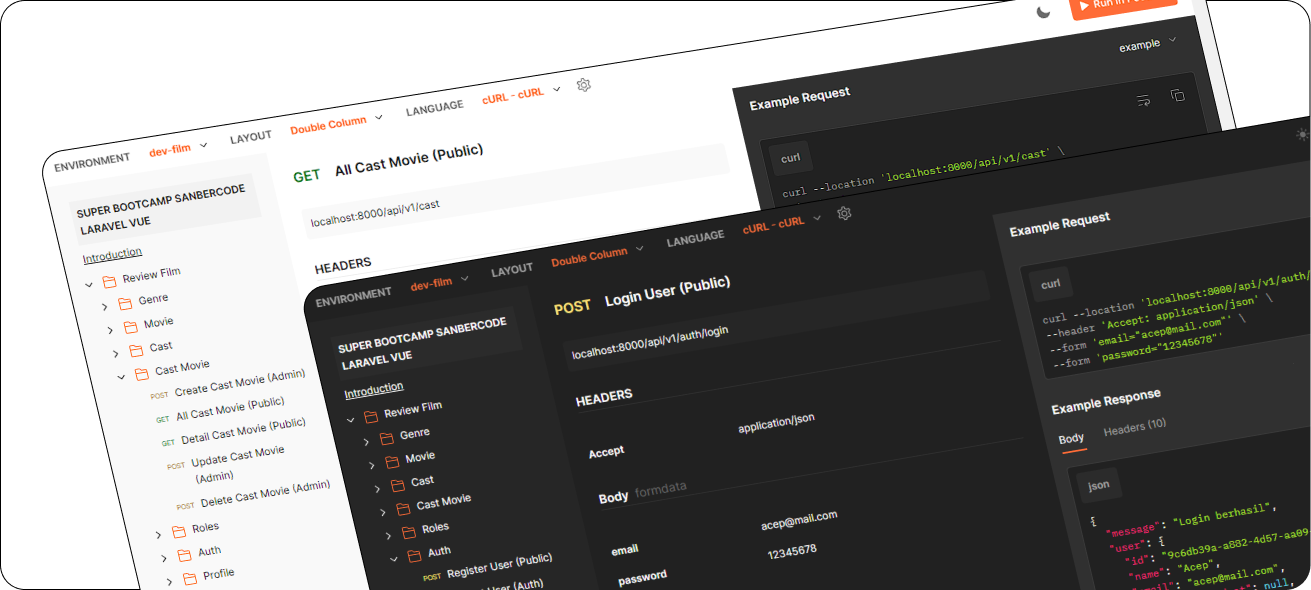 ENVIRONMENT dev-film LAYOUT Double Column LANGUAGE cURL - cURL
SUPER BOOTCAMP SANBERCODE
LARAVEL VUE
Introduction
Review Film
Genre
Movie
Cast
Cast Movie
POST Create Cast Movie (Admin)
GET All Cast Movie (Public)
GET Detail Cast Movie (Public)
POST Update Cast Movie
(Admin)
POST Delete Cast Movie (Admin)
Roles
Auth
Profile
GET All Cast Movie (Public)
localhost:8000/api/v1/cast
HEADERS
Run in
example
Example Request
curl
curl --location 'localhost:8000/api/v1/cast' \
ENVIRONMENT dev-film LAYOUT Double Column LANGUAGE cURL - cURL
SUPER BOOTCAMP SANBERCODE
LARAVEL VUE
Introduction
Review Film
Genre
Movie
Cast
Cast Movie
Roles
Auth
POST Register User (Public)
User (Auth)
POST Login User (Public)
localhost:8000/api/v1/auth/login
HEADERS
Accept application/json
Body formdata
email acep@mail.com
password 12345678
Example Request
curl
curl --location 'localhost:8000/api/v1/auth/
--header 'Accept: application/json' \
--form 'email="acep@mail.com"' \
--form 'password="12345678"'
Example Response
Body Headers (10)
json
{
"message": "Login berhasil",
"user": {
"id": "9c6db39a-a882-4d57-aa09-
"name": "Acep",
"acep@mail.com",
null,